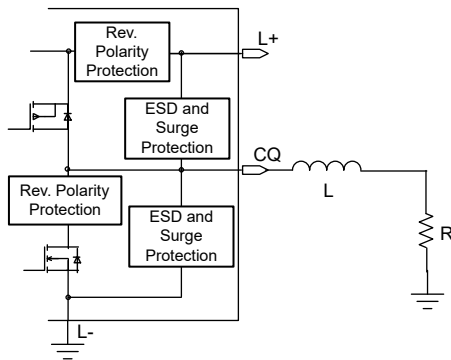 Rev.
Polarity
Protection
L+
ESD and
Surge
Protection
CQ
L
Rev. Polarity
Protection
ESD and
Surge
Protection
R
L-